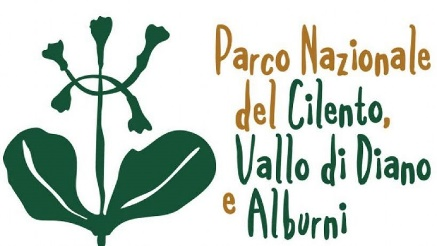 Parco Nazionale
del Cilento,
Vallo di Diano
e Alburni